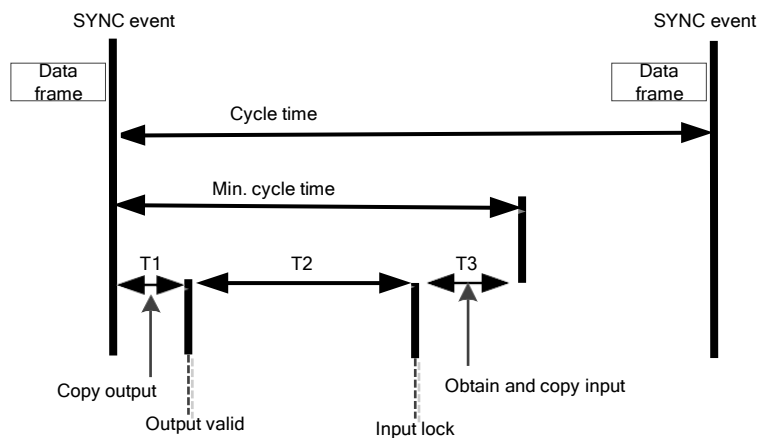 SYNC event
SYNC event
Data
frame
Data
frame
Cycle time
Min. cycle time
T1
T2
T3
Copy output
Obtain and copy input
Output valid
Input lock